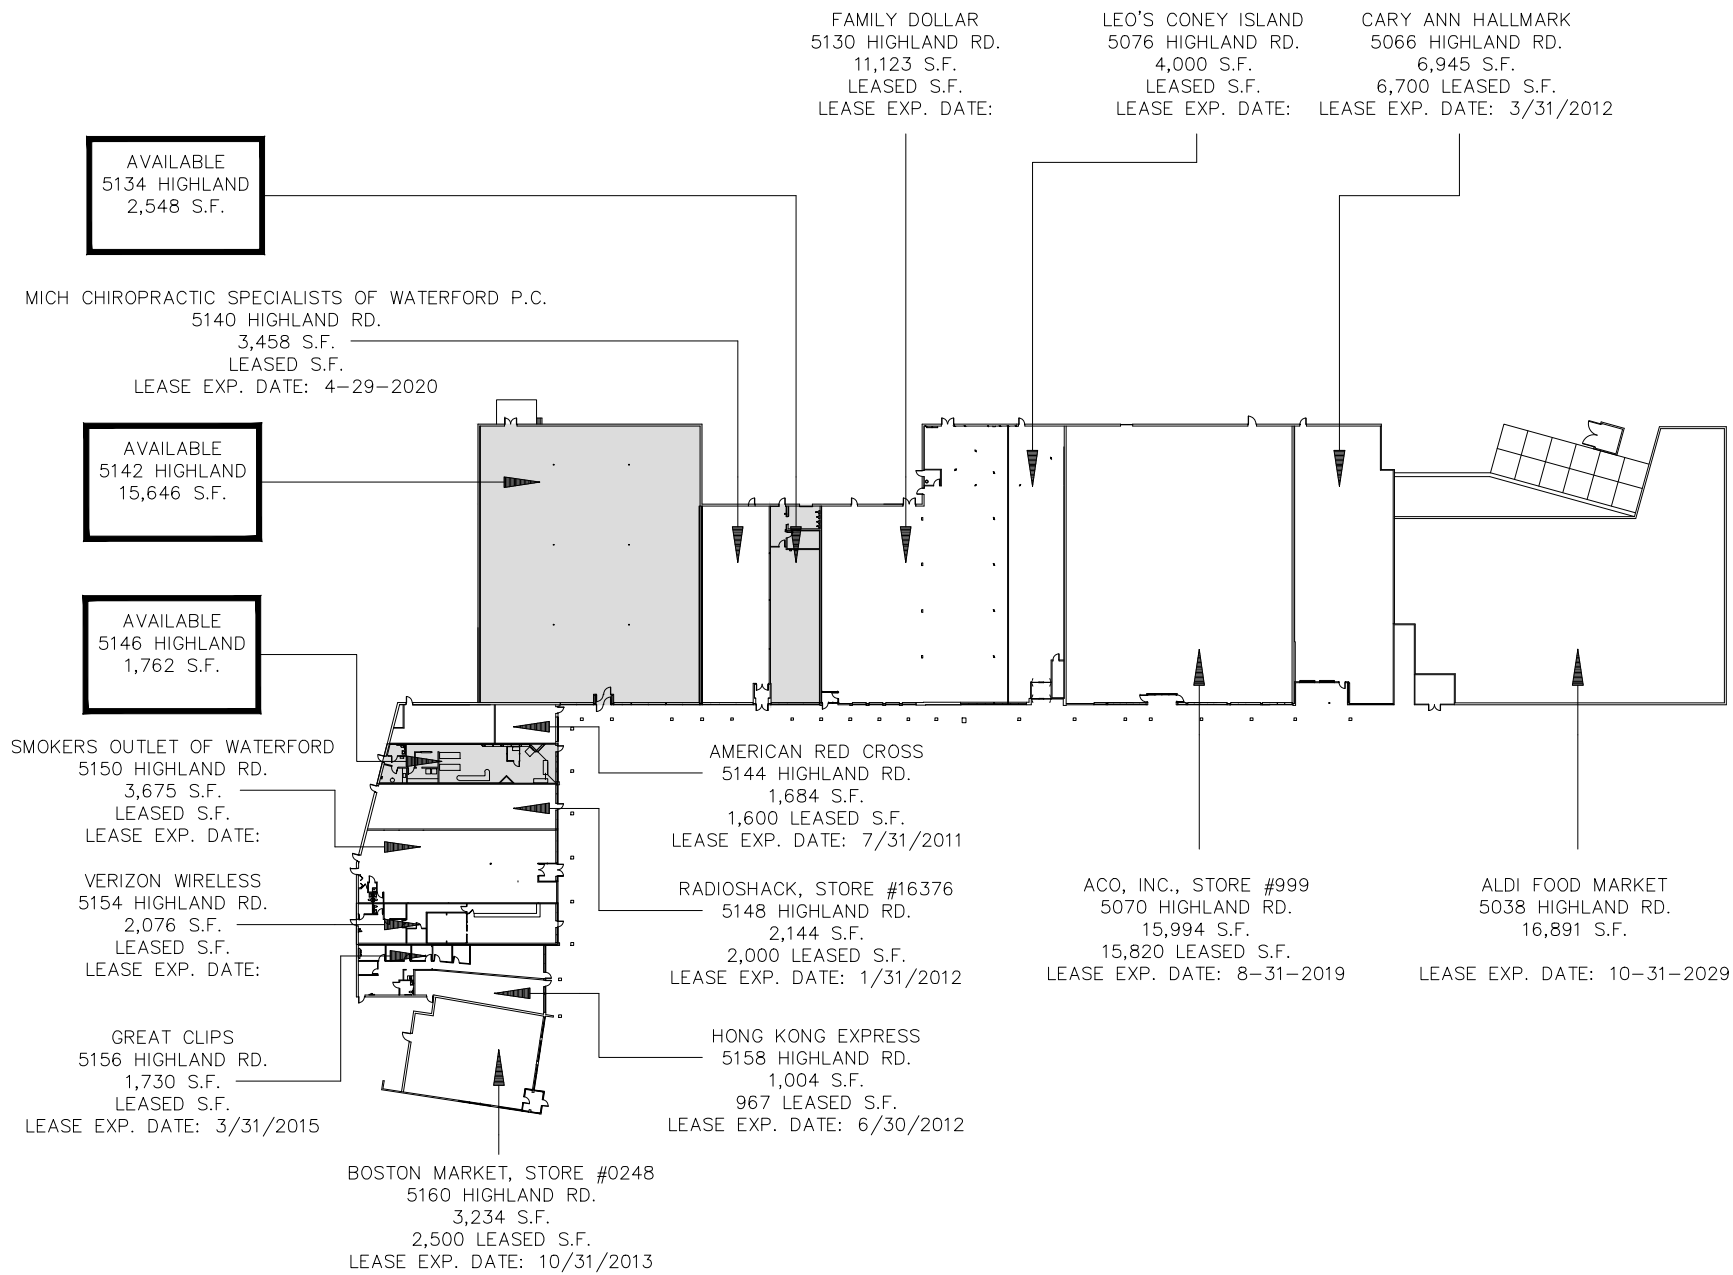 FAMILY DOLLAR
5130 HIGHLAND RD.
11,123 S.F.
LEASED S.F.
LEASE EXP. DATE:
LEO'S CONEY ISLAND
5076 HIGHLAND RD.
4,000 S.F.
LEASED S.F.
LEASE EXP. DATE:
CARY ANN HALLMARK
5066 HIGHLAND RD.
6,945 S.F.
6,700 LEASED S.F.
LEASE EXP. DATE: 3/31/2012
AVAILABLE
5134 HIGHLAND
2,548 S.F.
MICH CHIROPRACTIC SPECIALISTS OF WATERFORD P.C.
5140 HIGHLAND RD.
3,458 S.F.
LEASED S.F.
LEASE EXP. DATE: 4-29-2020
AVAILABLE
5142 HIGHLAND
15,646 S.F.
AVAILABLE
5146 HIGHLAND
1,762 S.F.
SMOKERS OUTLET OF WATERFORD
5150 HIGHLAND RD.
3,675 S.F.
LEASED S.F.
LEASE EXP. DATE:
AMERICAN RED CROSS
5144 HIGHLAND RD.
1,684 S.F.
1,600 LEASED S.F.
LEASE EXP. DATE: 7/31/2011
VERIZON WIRELESS
5154 HIGHLAND RD.
2,076 S.F.
LEASED S.F.
LEASE EXP. DATE:
RADIOSHACK, STORE #16376
5148 HIGHLAND RD.
2,144 S.F.
2,000 LEASED S.F.
LEASE EXP. DATE: 1/31/2012
ACO, INC., STORE #999
5070 HIGHLAND RD.
15,994 S.F.
15,820 LEASED S.F.
LEASE EXP. DATE: 8-31-2019
ALDI FOOD MARKET
5038 HIGHLAND RD.
16,891 S.F.
LEASE EXP. DATE: 10-31-2029
GREAT CLIPS
5156 HIGHLAND RD.
1,730 S.F.
LEASED S.F.
LEASE EXP. DATE: 3/31/2015
HONG KONG EXPRESS
5158 HIGHLAND RD.
1,004 S.F.
967 LEASED S.F.
LEASE EXP. DATE: 6/30/2012
BOSTON MARKET, STORE #0248
5160 HIGHLAND RD.
3,234 S.F.
2,500 LEASED S.F.
LEASE EXP. DATE: 10/31/2013